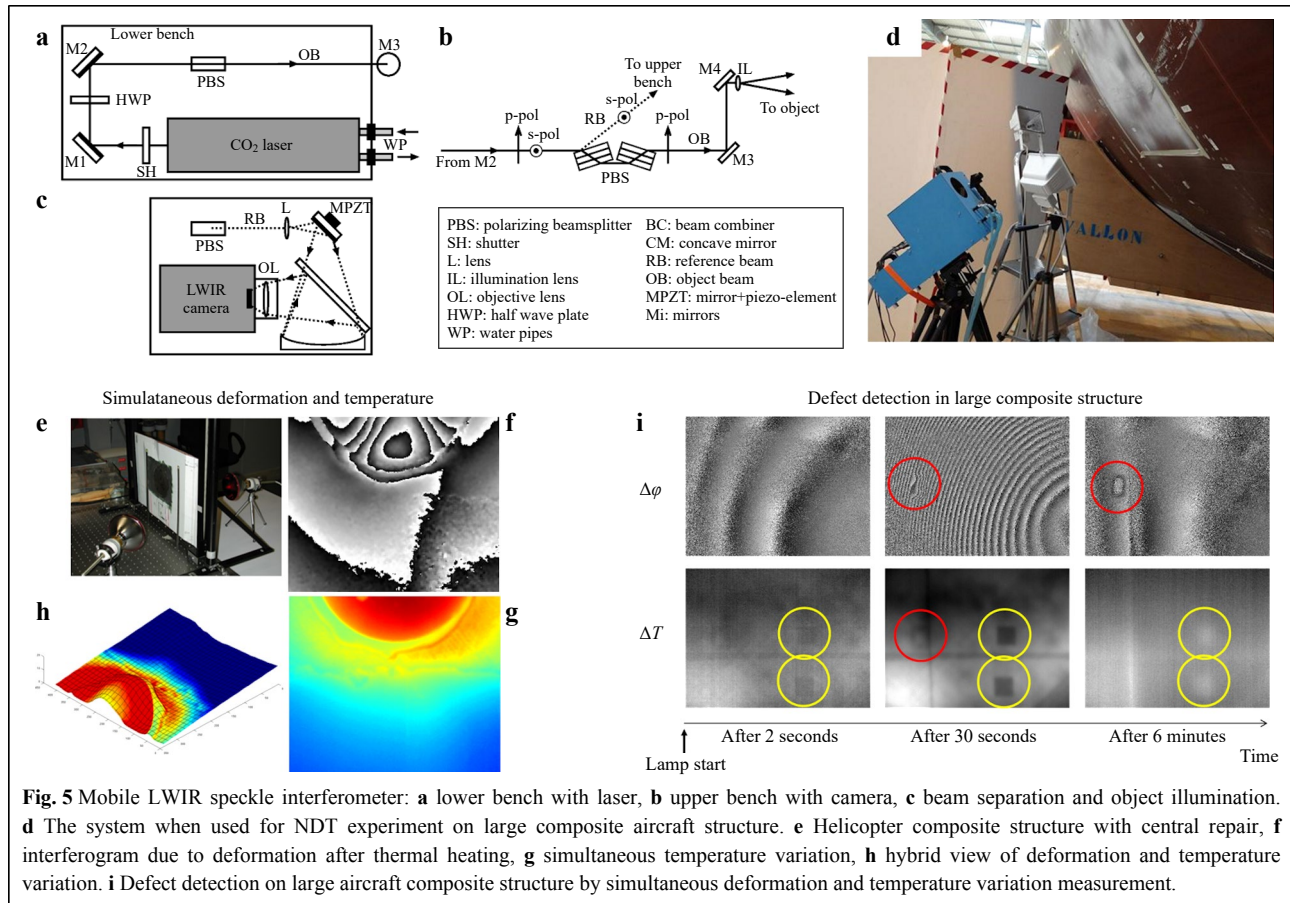 a
Lower bench
M2
OB
M3
PBS
HWP
CO₂ laser
WP
M1
SH
b
To upper
bench
s-pol
RB
p-pol
s-pol
From M2
PBS
p-pol
OB
M4
IL
To object
M3
c
RB
L
MPZT
PBS
OL
LWIR
camera
PBS: polarizing beamsplitter
SH: shutter
L: lens
IL: illumination lens
OL: objective lens
HWP: half wave plate
WP: water pipes
BC: beam combiner
CM: concave mirror
RB: reference beam
OB: object beam
MPZT: mirror+piezo-element
Mi: mirrors
d
VALLON
Simulataneous deformation and temperature
e
f
h
g
Defect detection in large composite structure
i
Δφ
ΔT
After 2 seconds
After 30 seconds
After 6 minutes
Time
Lamp start
Fig. 5 Mobile LWIR speckle interferometer: a lower bench with laser, b upper bench with camera, c beam separation and object illumination.
d The system when used for NDT experiment on large composite aircraft structure. e Helicopter composite structure with central repair, f
interferogram due to deformation after thermal heating, g simultaneous temperature variation, h hybrid view of deformation and temperature
variation. i Defect detection on large aircraft composite structure by simultaneous deformation and temperature variation measurement.